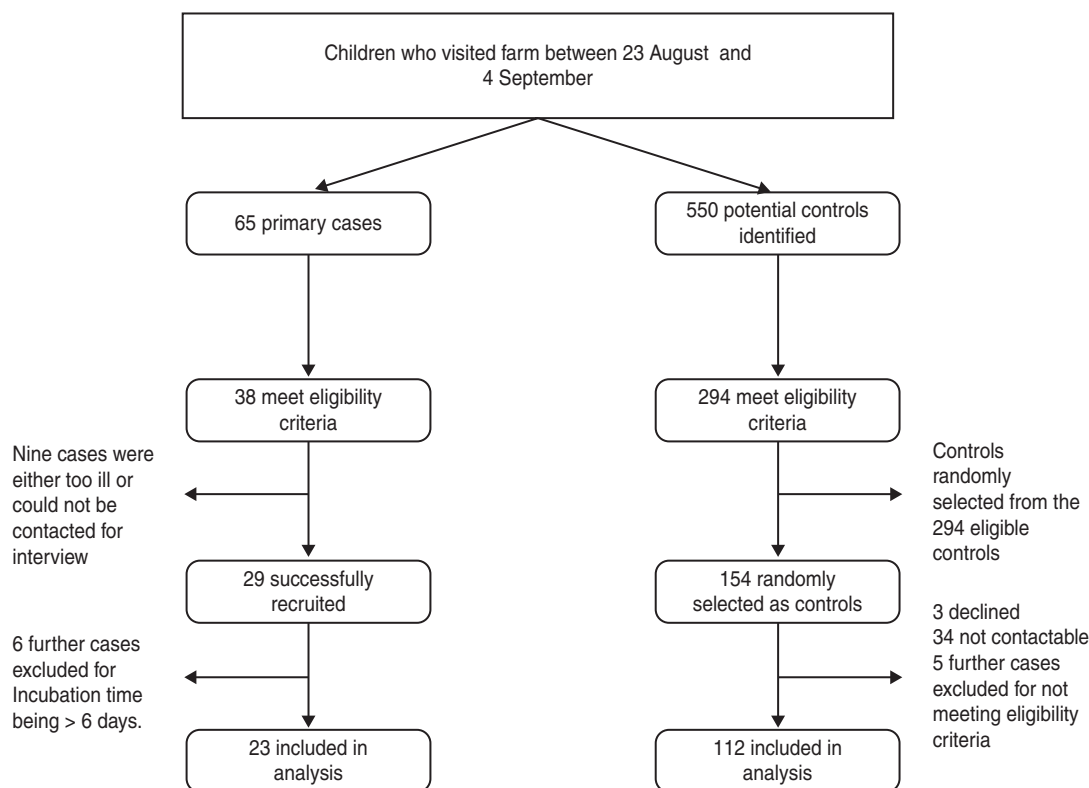 Children who visited farm between 23 August and
4 September
65 primary cases
550 potential controls
identified
38 meet eligibility
criteria
294 meet eligibility
criteria
Nine cases were
either too ill or
could not be
contacted for
interview
Controls
randomly
selected from the
294 eligible
controls
29 successfully
recruited
154 randomly
selected as controls
6 further cases
excluded for
Incubation time
being > 6 days.
3 declined
34 not contactable
5 further cases
excluded for not
meeting eligibility
criteria
23 included in
analysis
112 included in
analysis